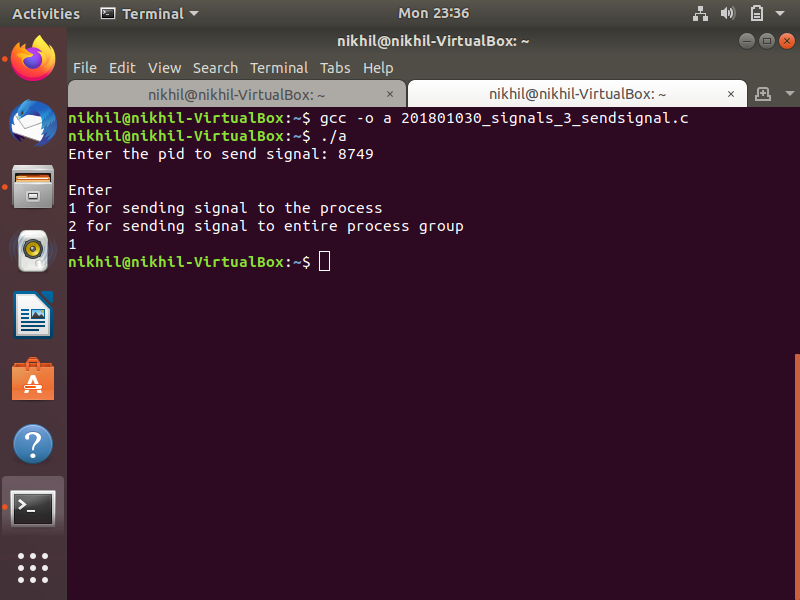 Activities Terminal Mon 23:36
nikhil@nikhil-VirtualBox: ~
File Edit View Search Terminal Tabs Help
nikhil@nikhil-VirtualBox: ~ × nikhil@nikhil-VirtualBox: ~ ×
nikhil@nikhil-VirtualBox:~$ gcc -o a 201801030_signals_3_sendsignal.c
nikhil@nikhil-VirtualBox:~$ ./a
Enter the pid to send signal: 8749
Enter
1 for sending signal to the process
2 for sending signal to entire process group
1
nikhil@nikhil-VirtualBox:~$